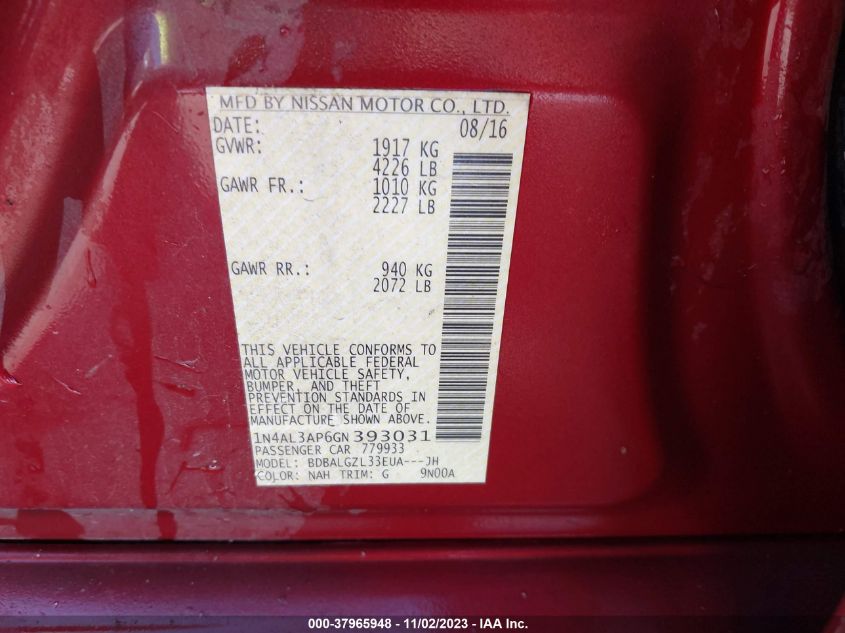 MFD BY NISSAN MOTOR CO., LTD.
DATE: 08/16
GVWR: 1917 KG
4226 LB
GAWR FR.: 1010 KG
2227 LB
GAWR RR.: 940 KG
2072 LB
THIS VEHICLE CONFORMS TO
ALL APPLICABLE FEDERAL
MOTOR VEHICLE SAFETY,
BUMPER, AND THEFT
PREVENTION STANDARDS IN
EFFECT ON THE DATE OF
MANUFACTURE SHOWN ABOVE.
1N4AL3AP6GN393031
PASSENGER CAR 779933
MODEL: BDBALGZL33EUA---JH
COLOR: NAH TRIM: G 9N00A
000-37965948 - 11/02/2023 - IAA Inc.